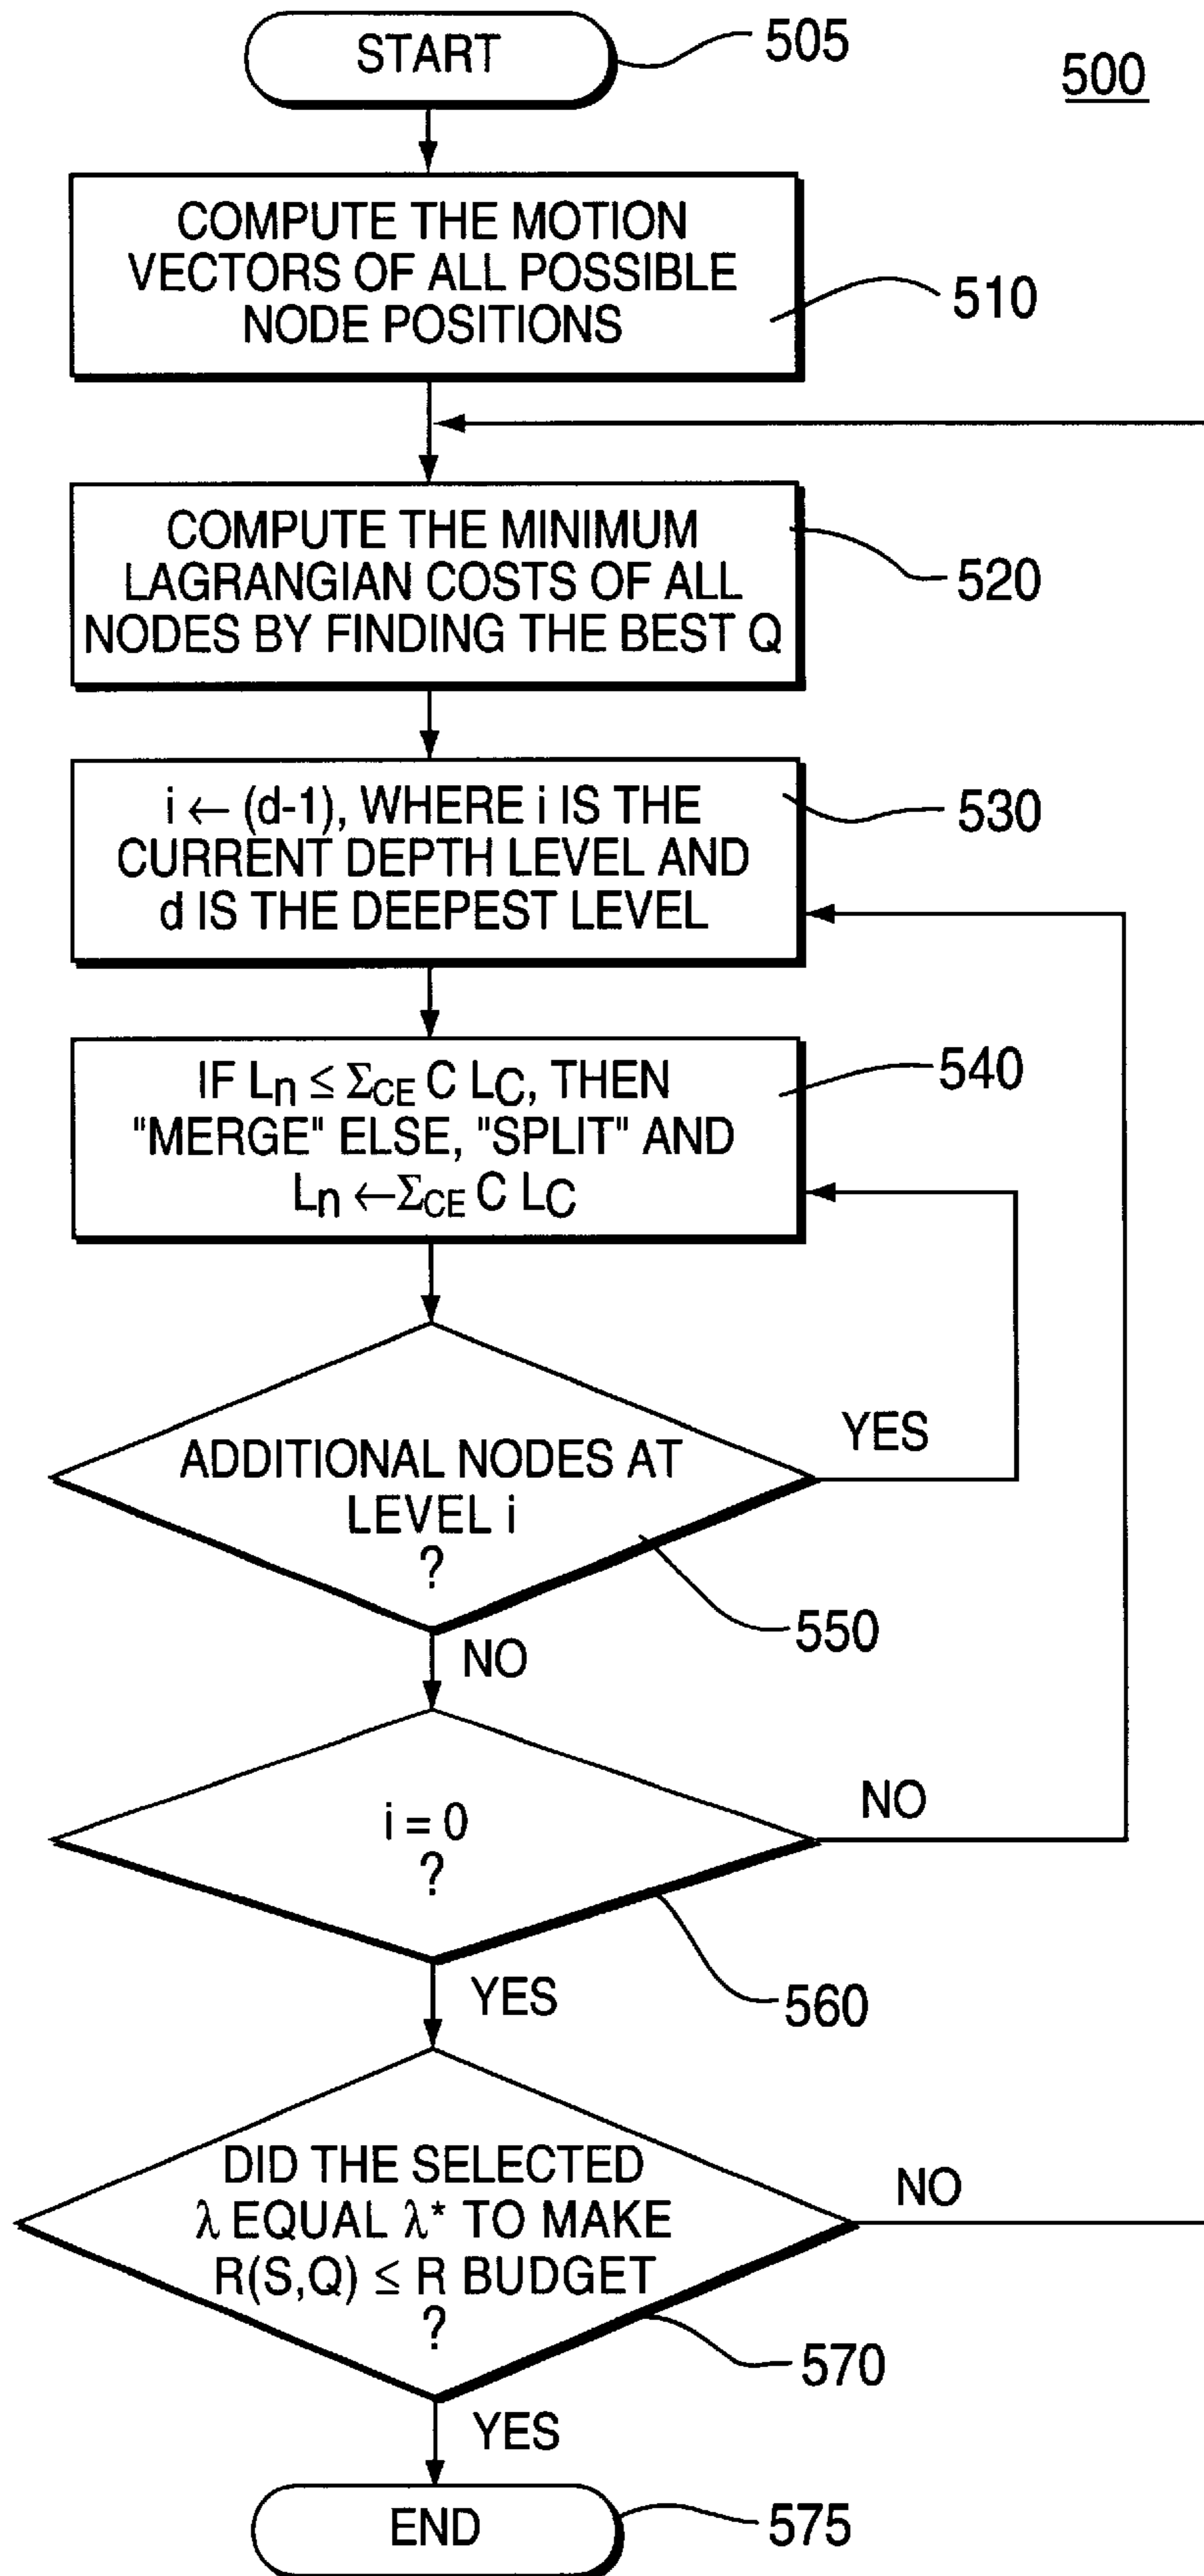 START
505
500
COMPUTE THE MOTION
VECTORS OF ALL POSSIBLE
NODE POSITIONS
510
COMPUTE THE MINIMUM
LAGRANGIAN COSTS OF ALL
NODES BY FINDING THE BEST Q
520
i ← (d-1), WHERE i IS THE
CURRENT DEPTH LEVEL AND
d IS THE DEEPEST LEVEL
530
IF Ln ≤ ΣCE C LC, THEN
"MERGE" ELSE, "SPLIT" AND
Ln ←ΣCE C LC
540
ADDITIONAL NODES AT
LEVEL i
?
YES
550
NO
i = 0
?
NO
560
YES
DID THE SELECTED
λ EQUAL λ* TO MAKE
R(S,Q) ≤ R BUDGET
?
NO
570
YES
END
575